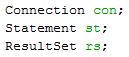 Connection con;
Statement st;
ResultSet rs;